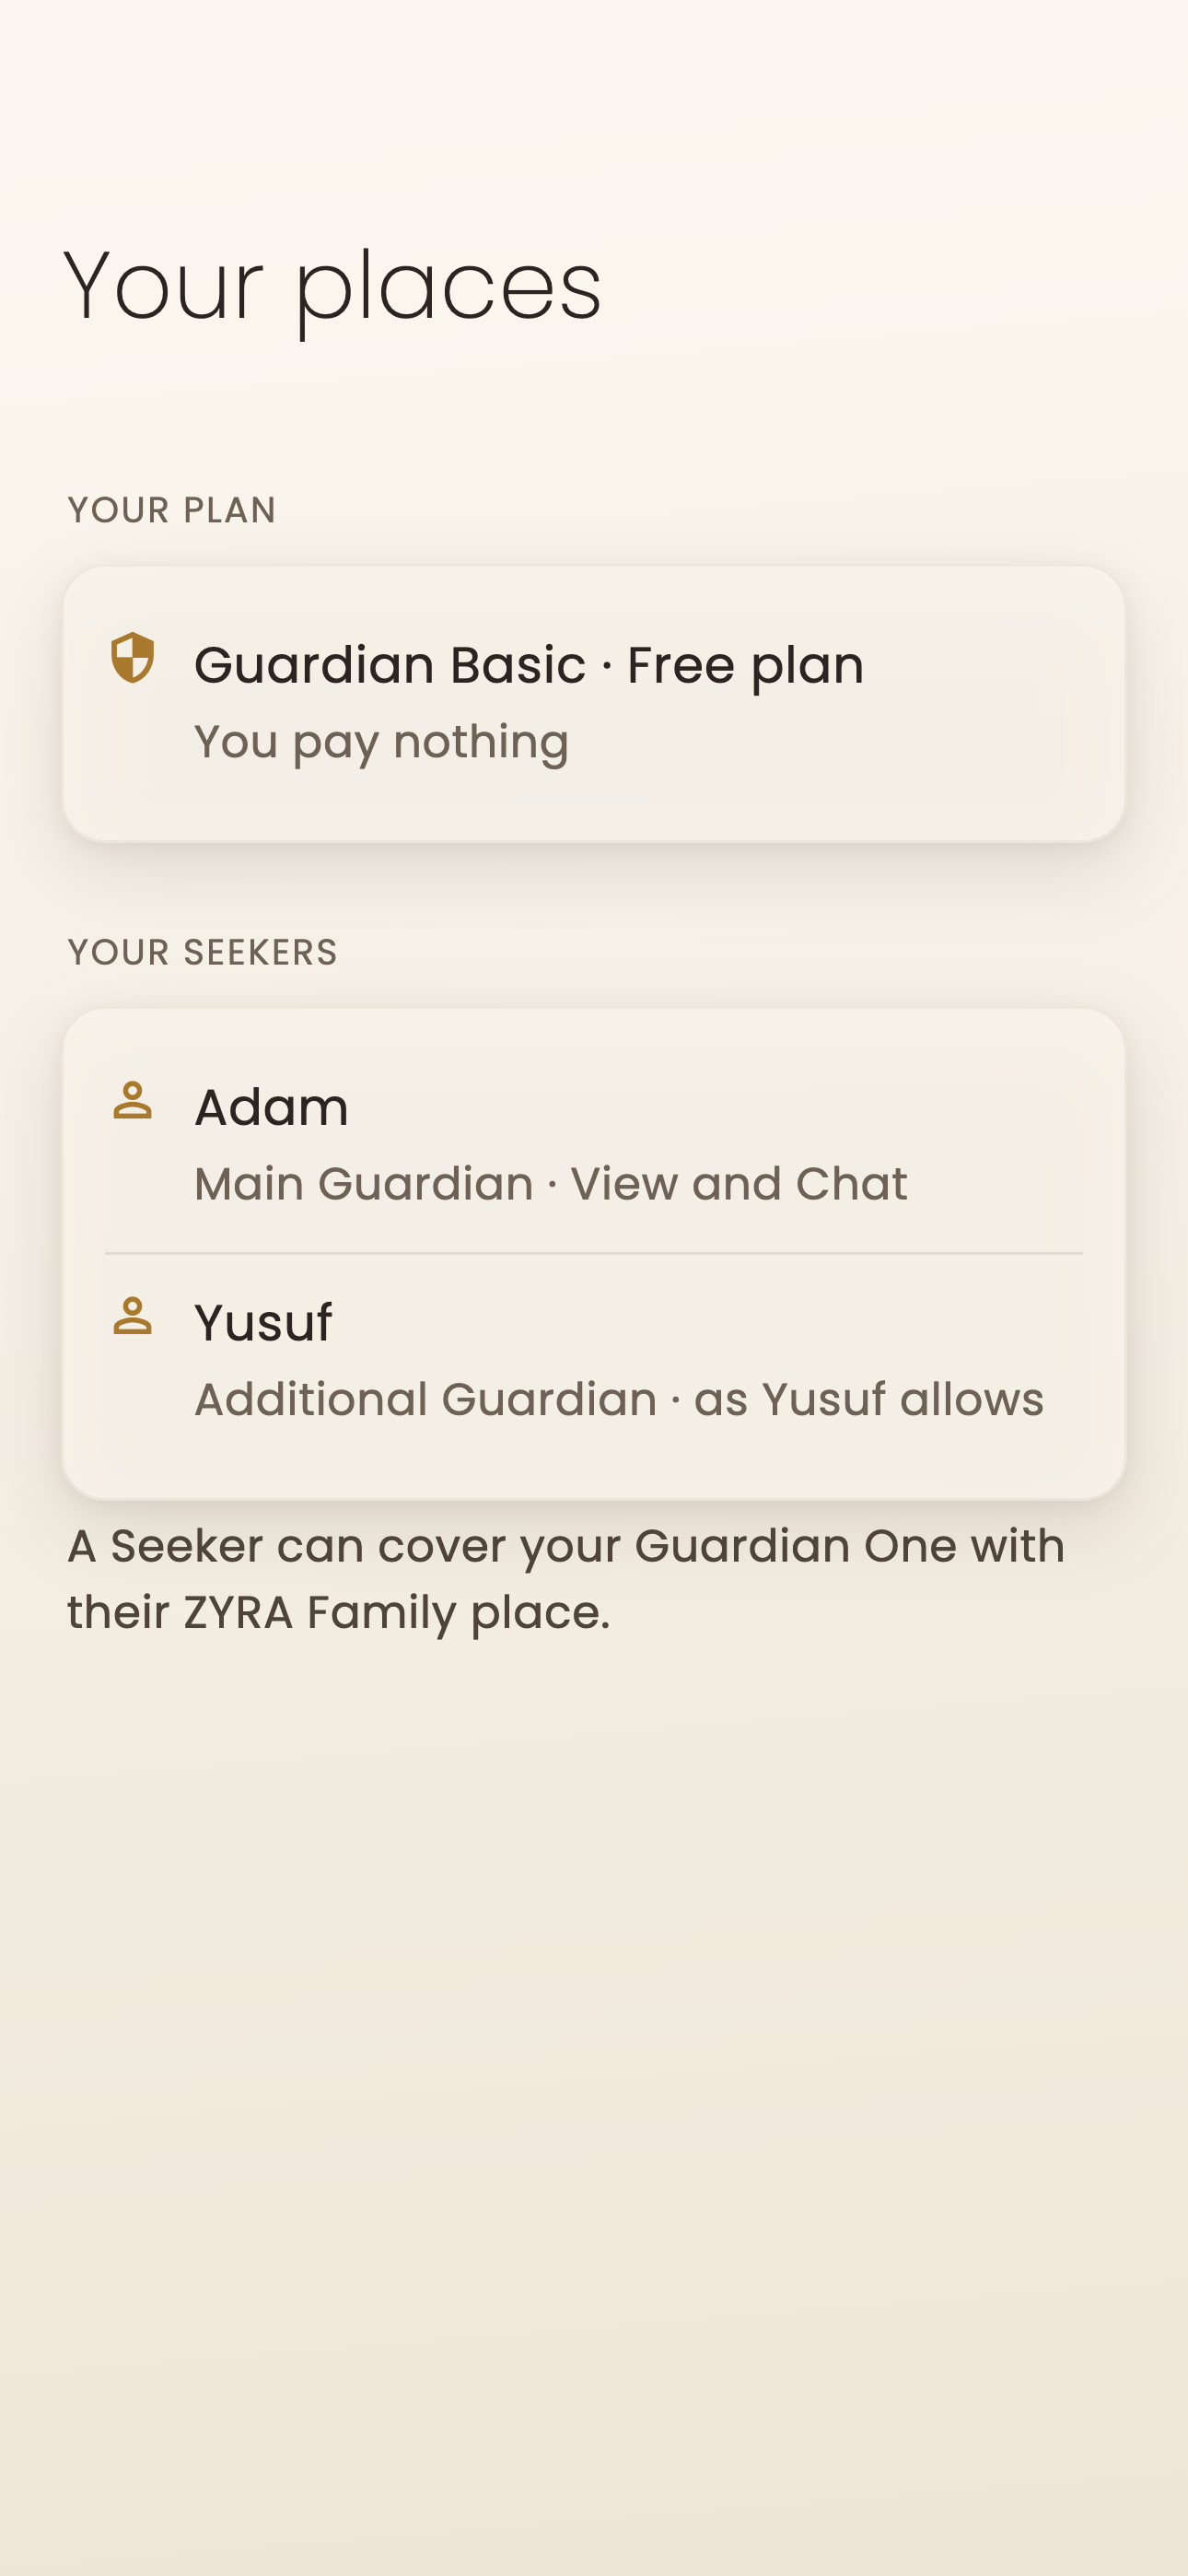 Your places
YOUR PLAN
Guardian Basic · Free plan
You pay nothing
YOUR SEEKERS
Adam
Main Guardian · View and Chat
Yusuf
Additional Guardian · as Yusuf allows
A Seeker can cover your Guardian One with
their ZYRA Family place.